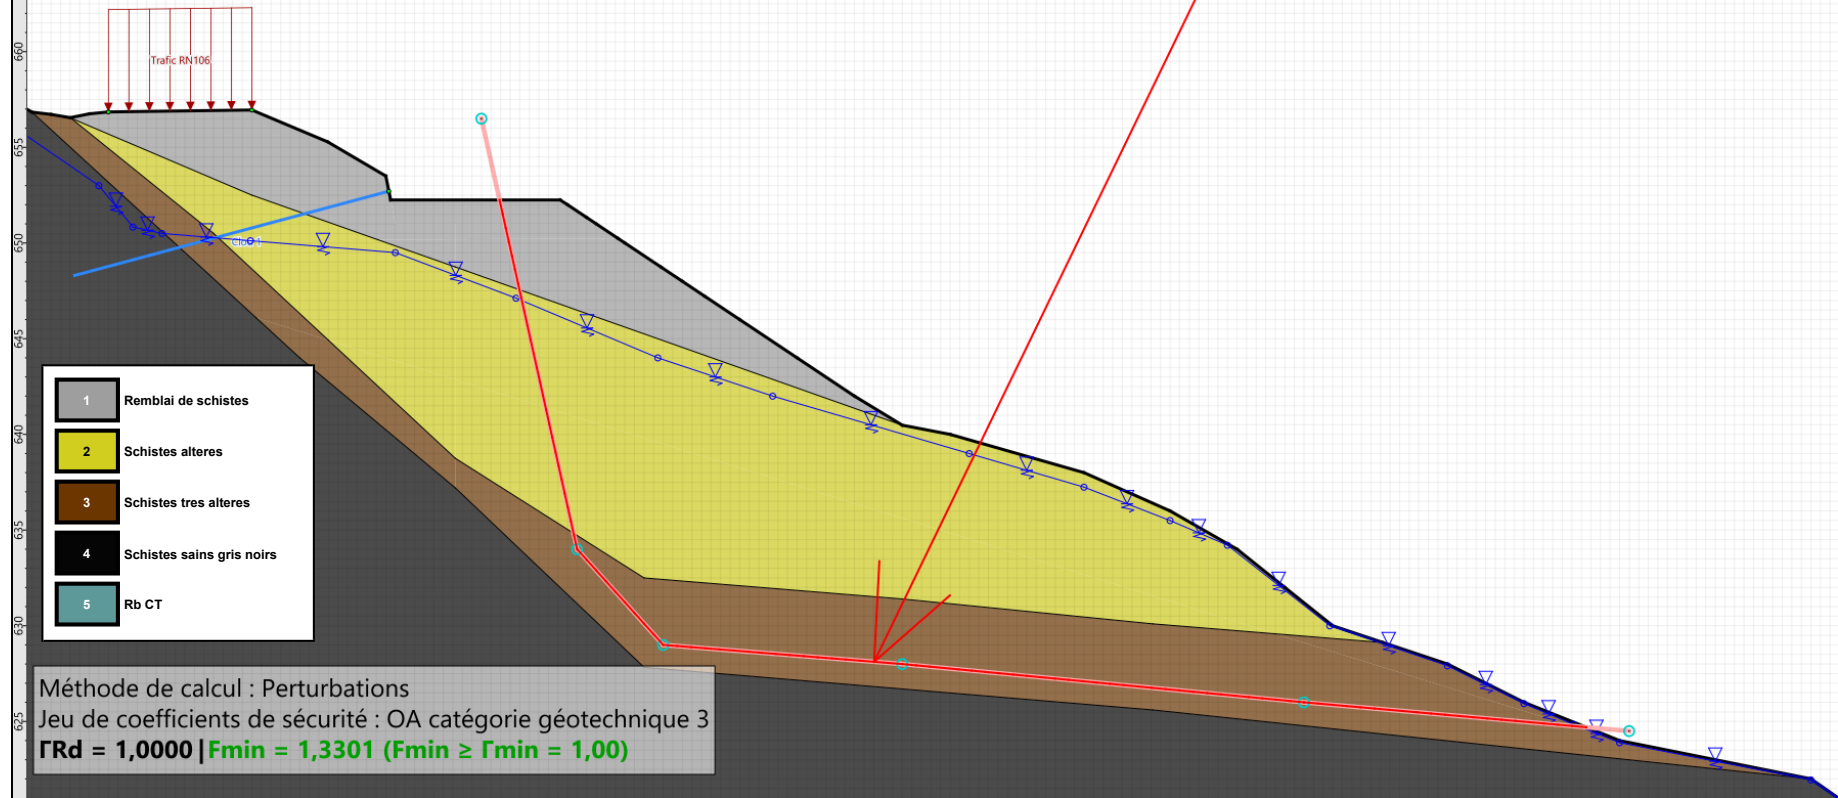 660
Trafic RN106
655
650
Clou 1
645
640
635
630
625
1 Remblai de schistes
2 Schistes alteres
3 Schistes tres alteres
4 Schistes sains gris noirs
5 Rb CT
Méthode de calcul : Perturbations
Jeu de coefficients de sécurité : OA catégorie géotechnique 3
ΓRd = 1,0000 | Fmin = 1,3301 (Fmin ≥ Γmin = 1,00)